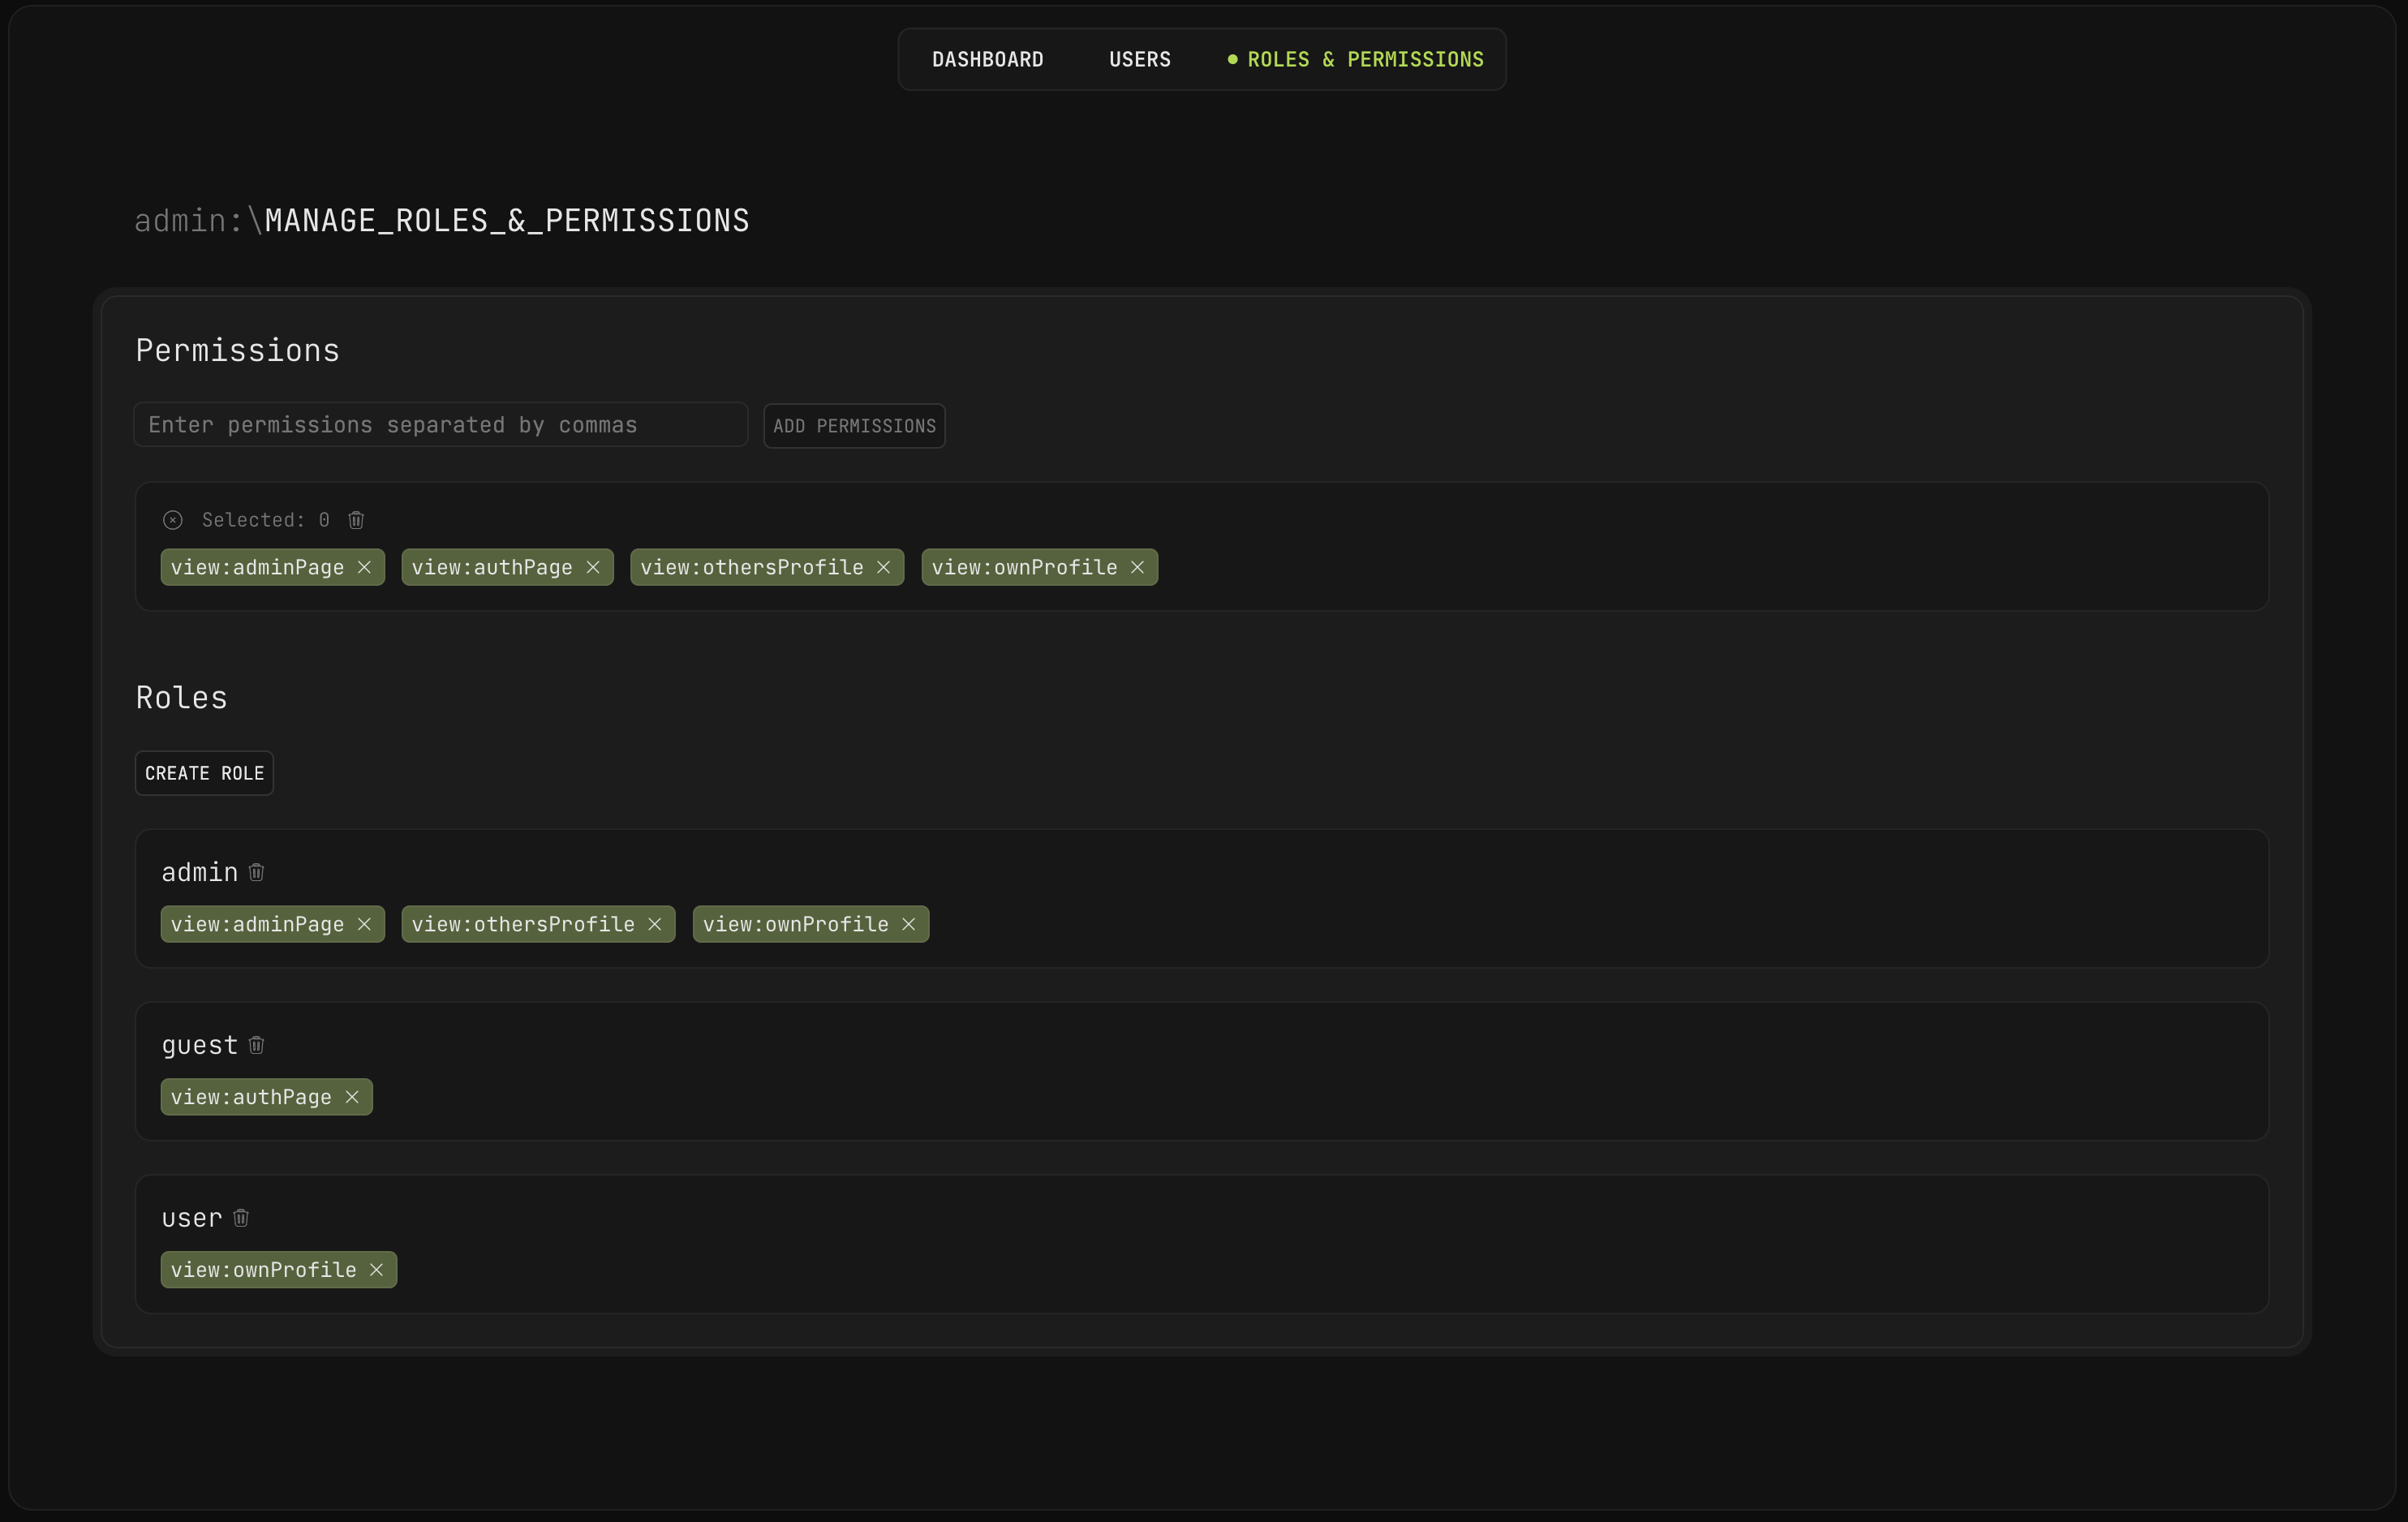 DASHBOARD USERS ROLES & PERMISSIONS
admin:\MANAGE_ROLES_&_PERMISSIONS
Permissions
Enter permissions separated by commas ADD PERMISSIONS
Selected: 0
view:adminPage view:authPage view:othersProfile view:ownProfile
Roles
CREATE ROLE
admin
view:adminPage view:othersProfile view:ownProfile
guest
view:authPage
user
view:ownProfile